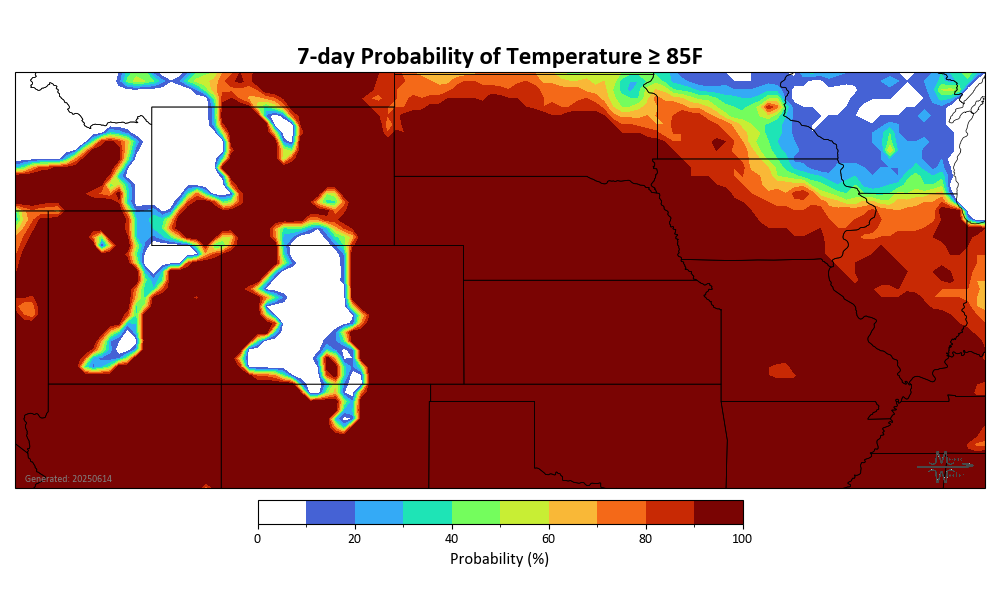 7-day Probability of Temperature ≥ 85F
Generated: 20250614
0 20 40 60 80 100
Probability (%)